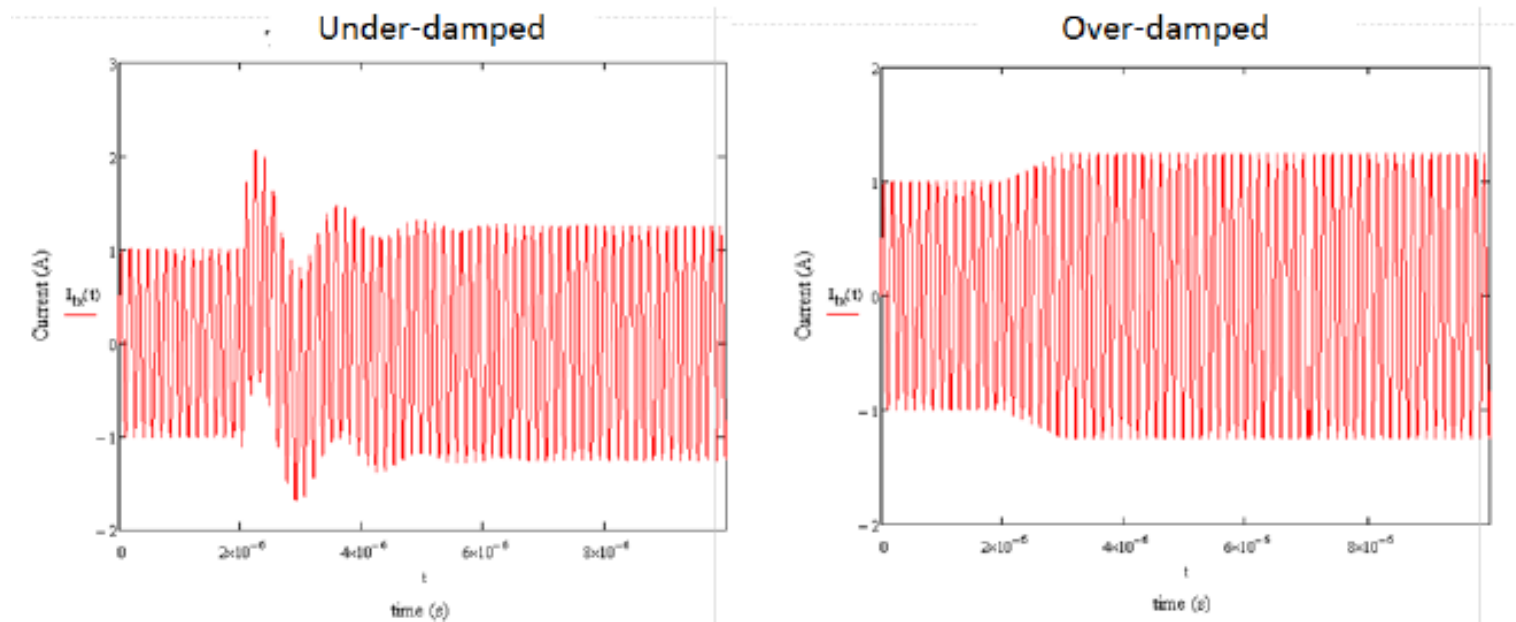 Under-damped
3
2
1
0
−1
−2
Current (A)
I_tx(t)
0
2×10⁻⁶
4×10⁻⁶
6×10⁻⁶
8×10⁻⁶
t
time (s)
Over-damped
2
1
0
−1
−2
Current (A)
I_tx(t)
0
2×10⁻⁶
4×10⁻⁶
6×10⁻⁶
8×10⁻⁶
t
time (s)